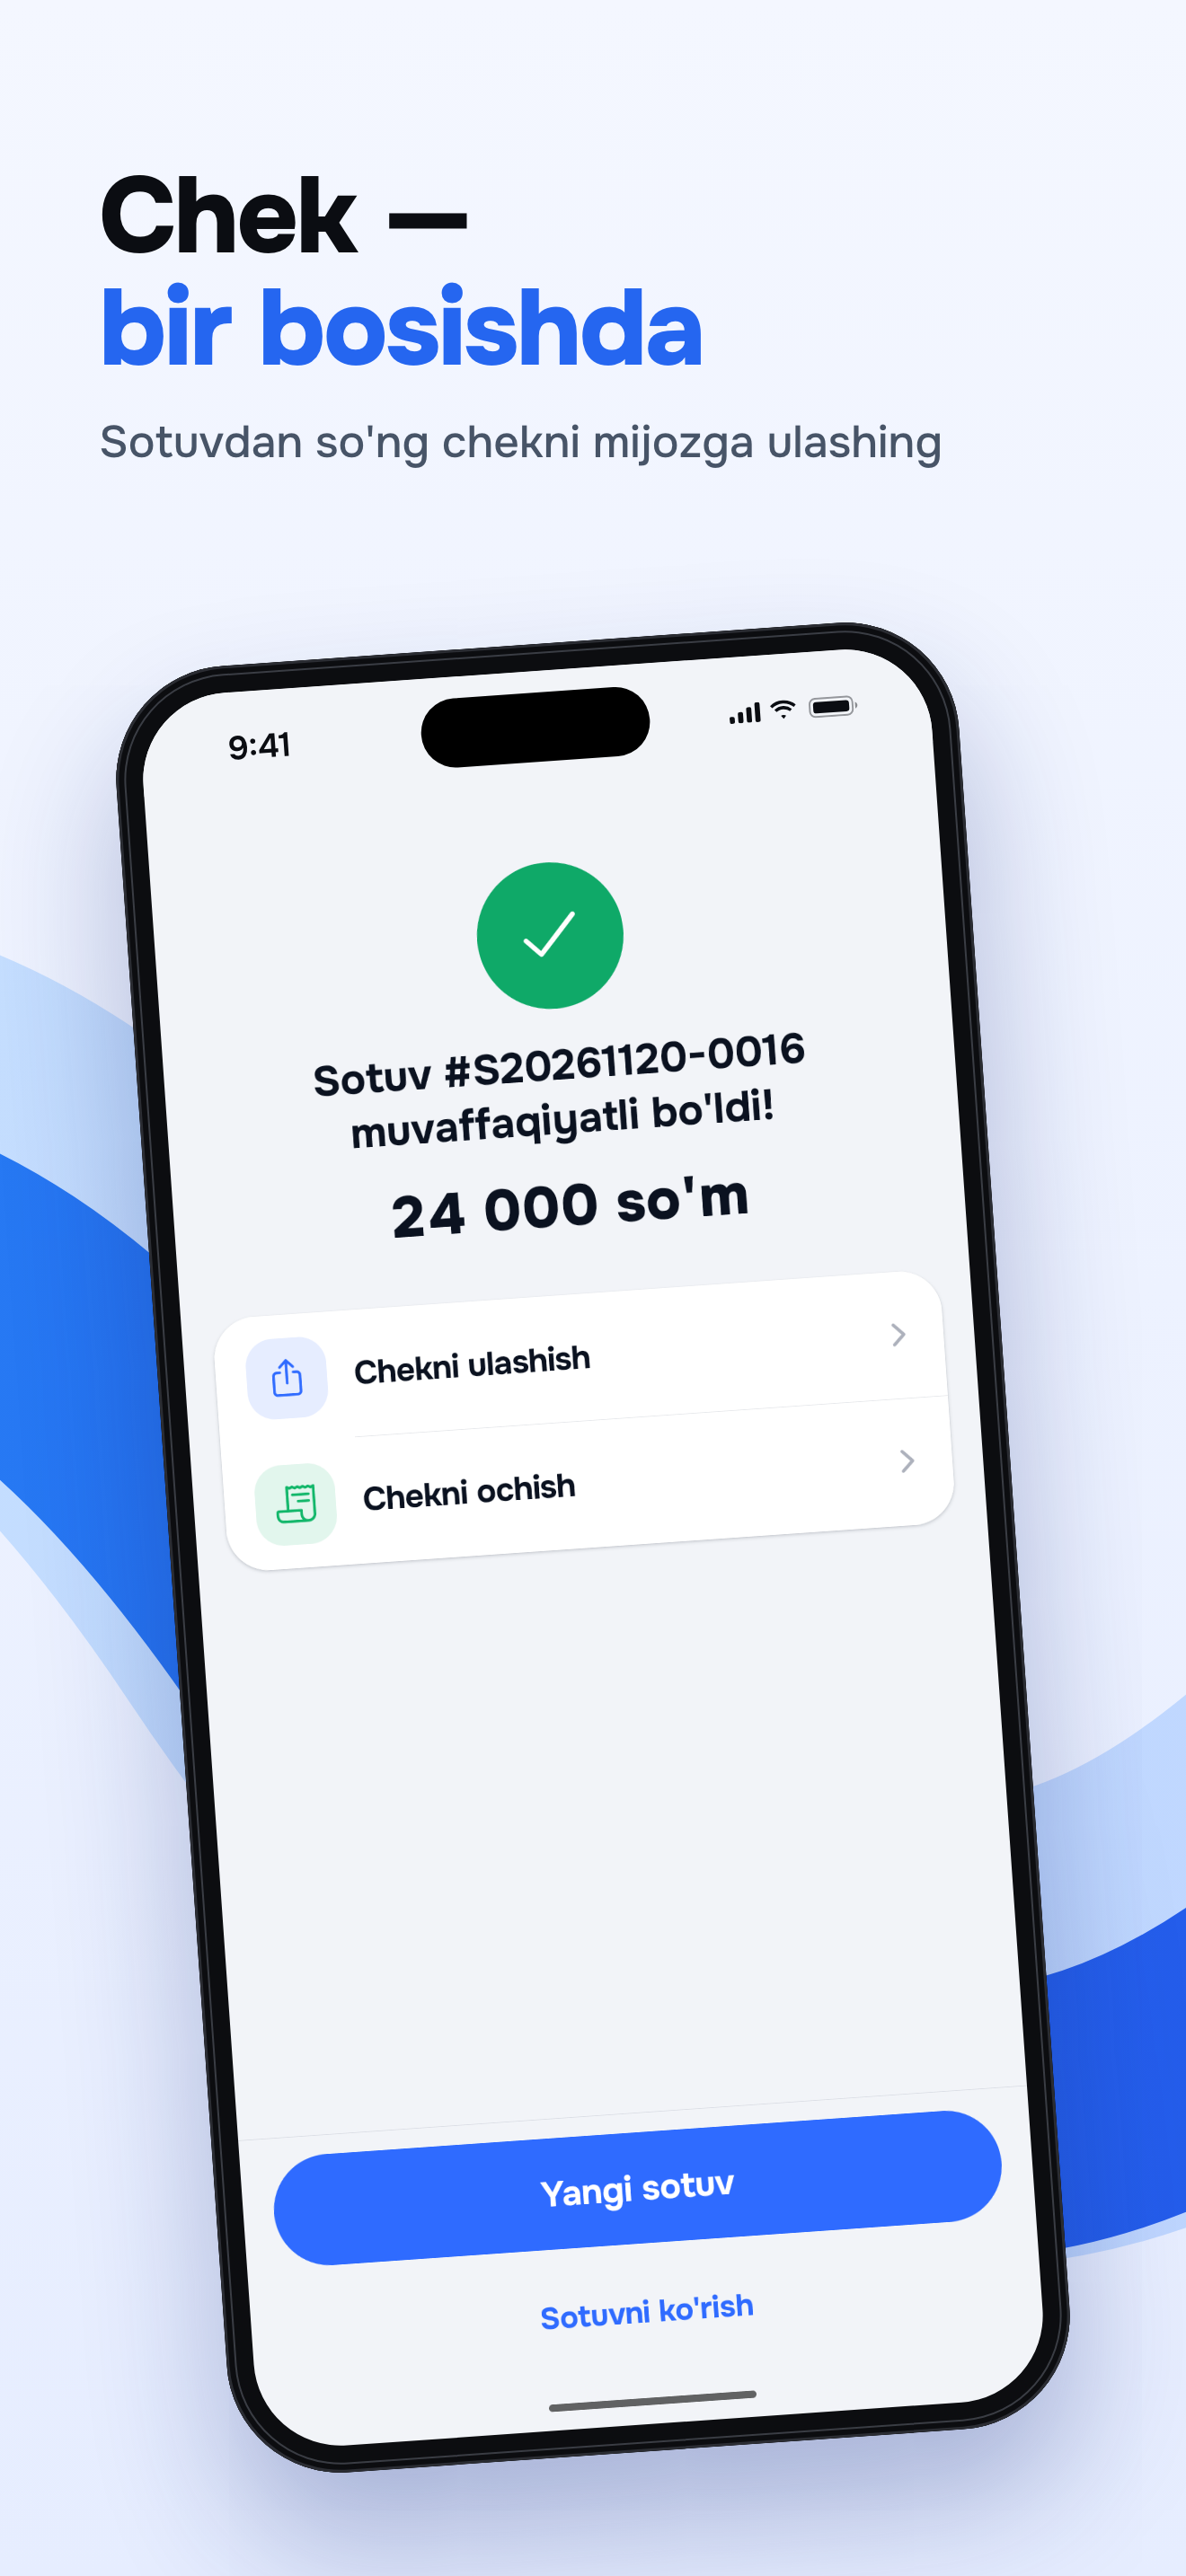 Chek —
bir bosishda
Sotuvdan so'ng chekni mijozga ulashing
9:41
Sotuv #S20261120-0016
muvaffaqiyatli bo'ldi!
24 000 so'm
Chekni ulashish
Chekni ochish
Yangi sotuv
Sotuvni ko'rish